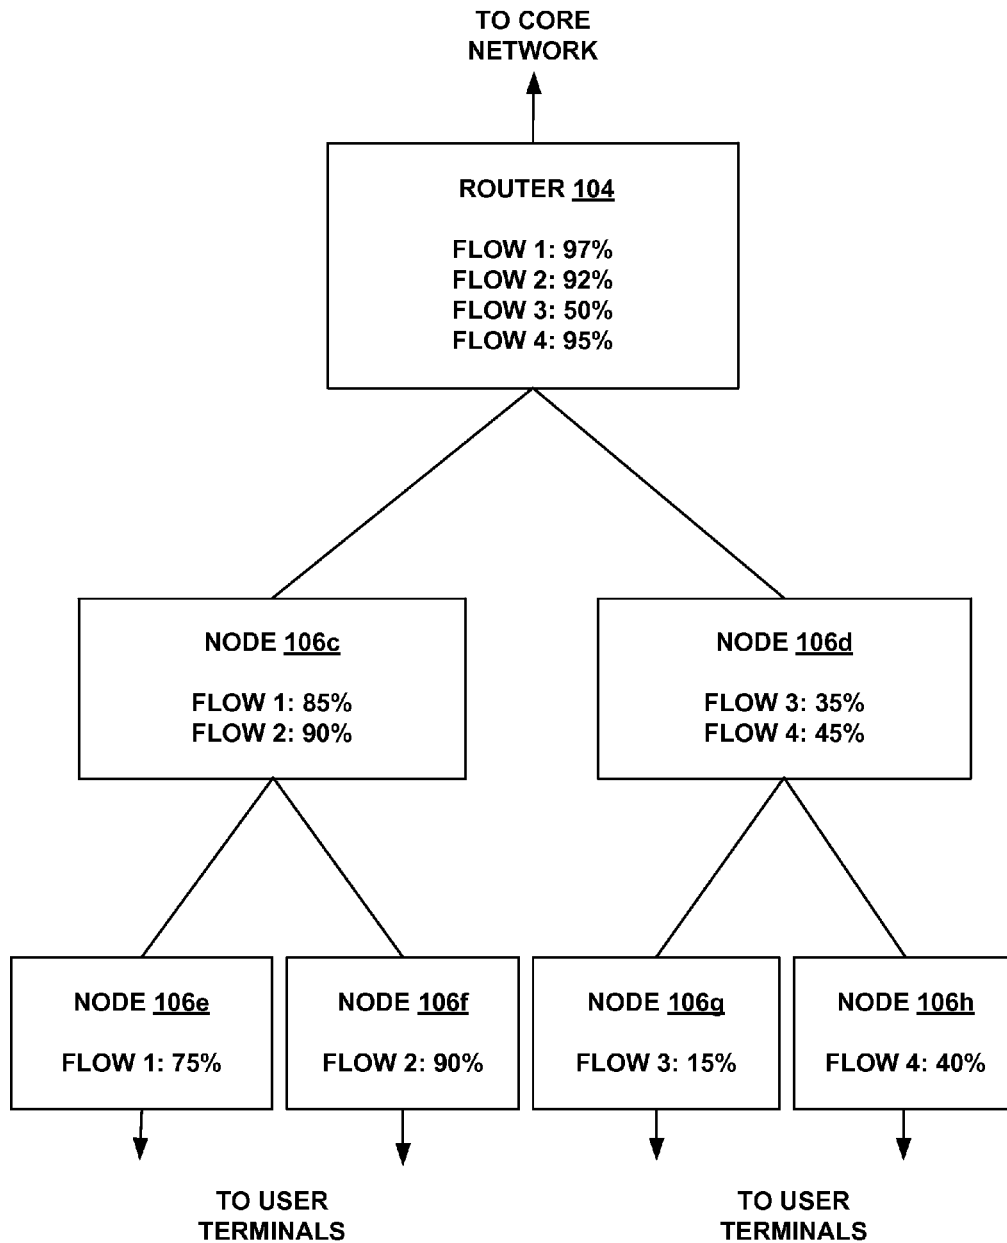 TO CORE
NETWORK
ROUTER 104
FLOW 1: 97%
FLOW 2: 92%
FLOW 3: 50%
FLOW 4: 95%
NODE 106c
FLOW 1: 85%
FLOW 2: 90%
NODE 106d
FLOW 3: 35%
FLOW 4: 45%
NODE 106e
FLOW 1: 75%
NODE 106f
FLOW 2: 90%
NODE 106g
FLOW 3: 15%
NODE 106h
FLOW 4: 40%
TO USER
TERMINALS
TO USER
TERMINALS